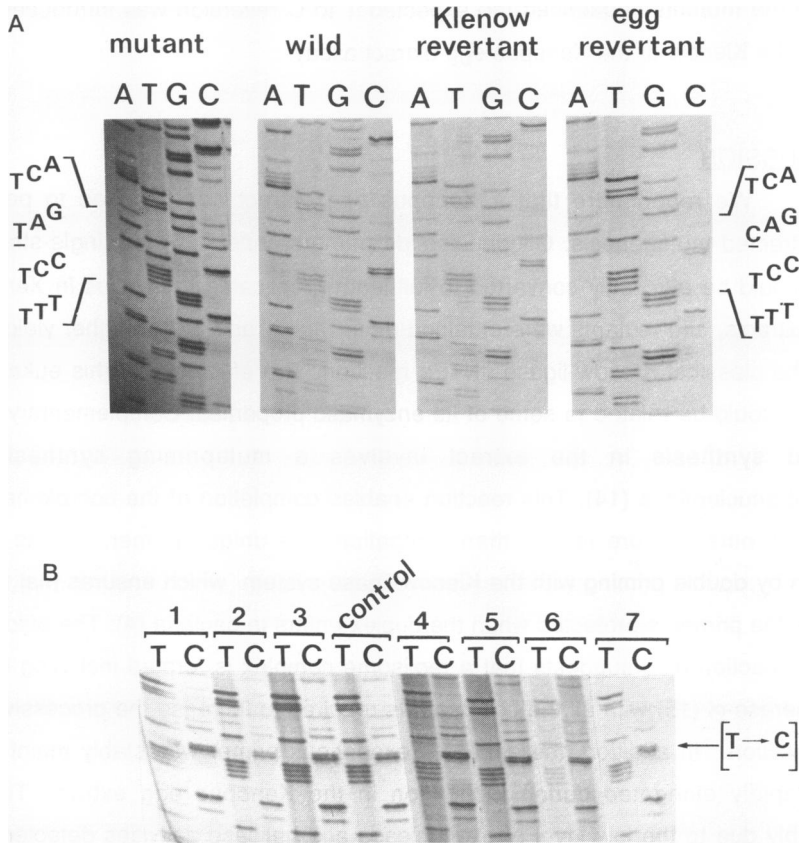 A
mutant wild Klenow revertant egg revertant
A T G C A T G C A T G C A T G C
TCA TCA
TAG CAG
TCC TCC
TTT TTT
B
1 2 3 control 4 5 6 7
T C T C T C T C T C T C T C T C
[T → C]